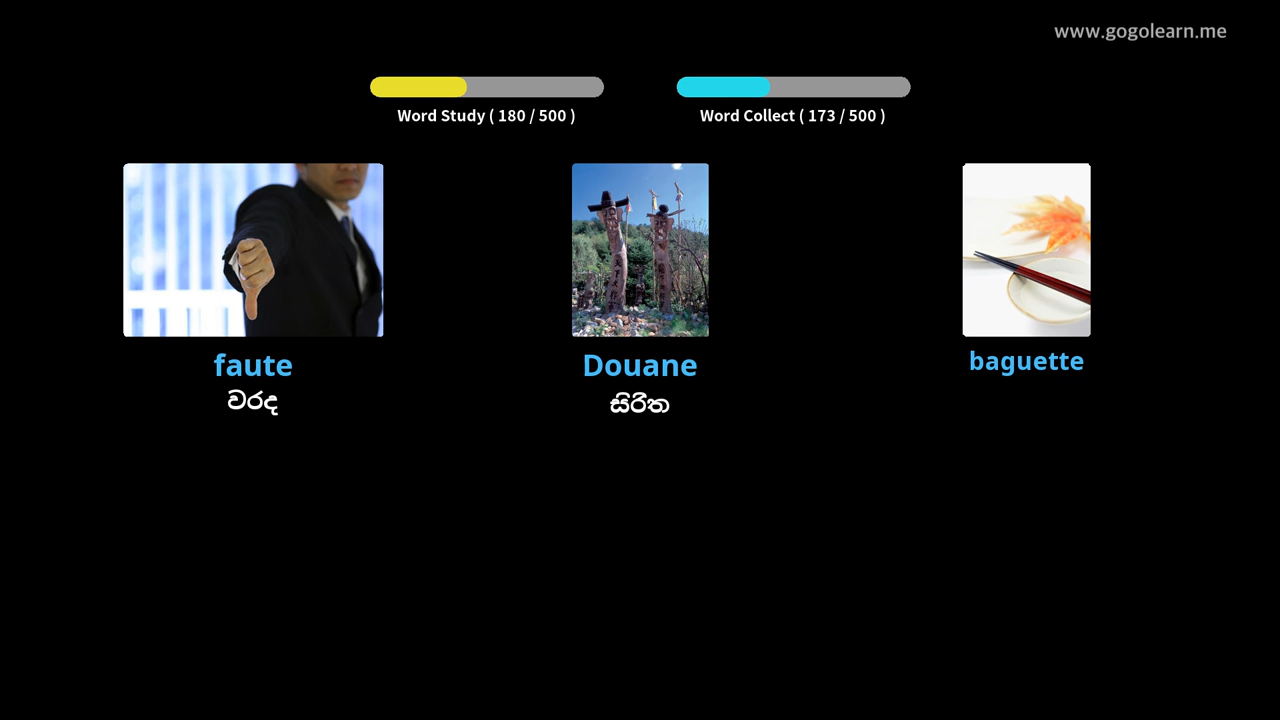 www.gogolearn.me
Word Study ( 180 / 500 )
Word Collect ( 173 / 500 )
faute
වරද
Douane
සිරිත
baguette